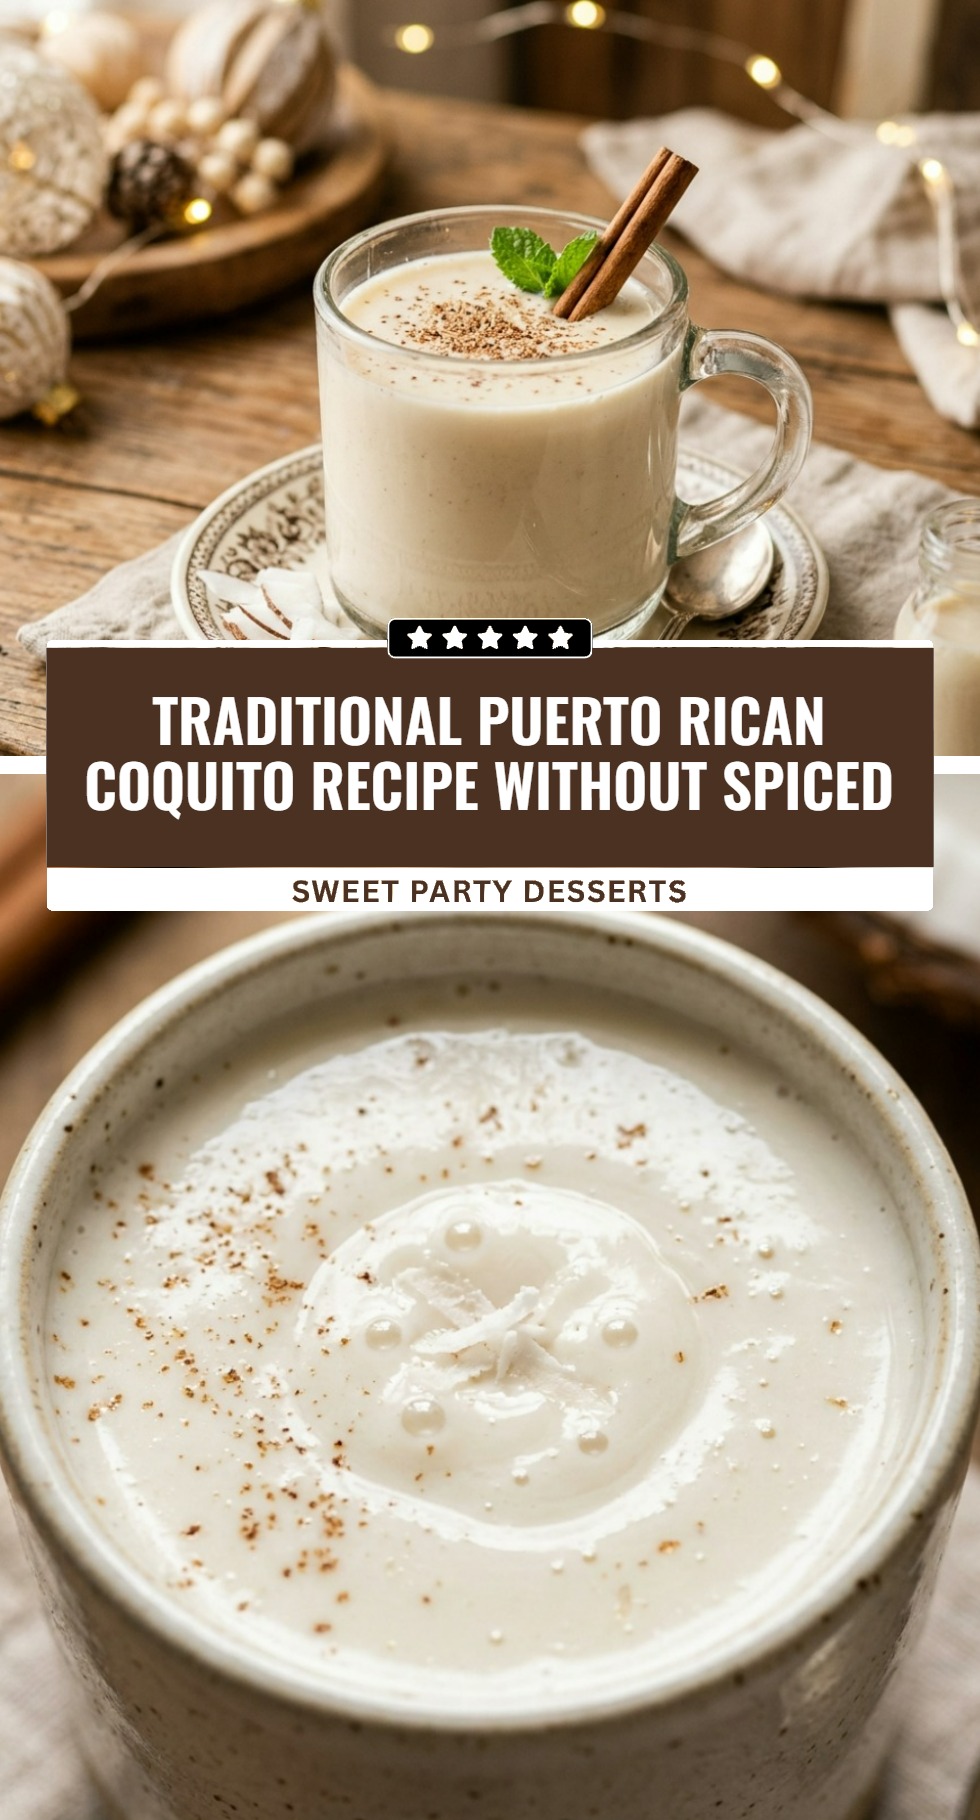 TRADITIONAL PUERTO RICAN
COQUITO RECIPE WITHOUT SPICED
SWEET PARTY DESSERTS